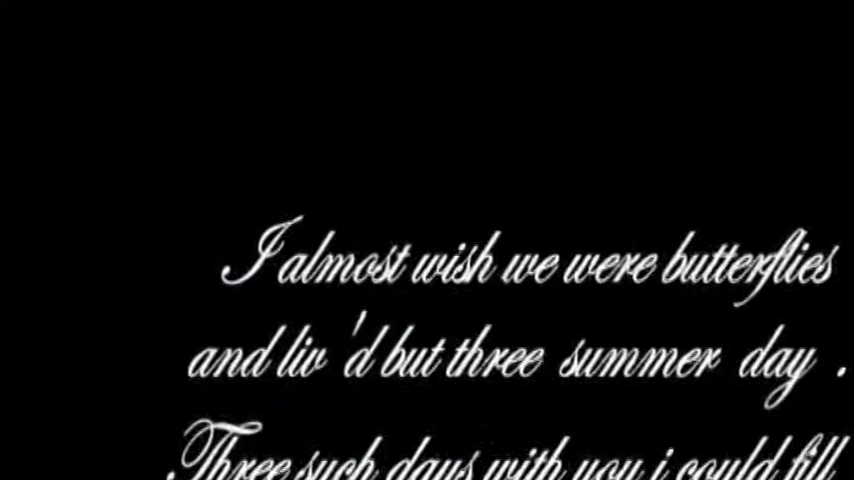 I almost wish we were butterflies
and liv 'd but three summer day .
.Three such days with you i could fill